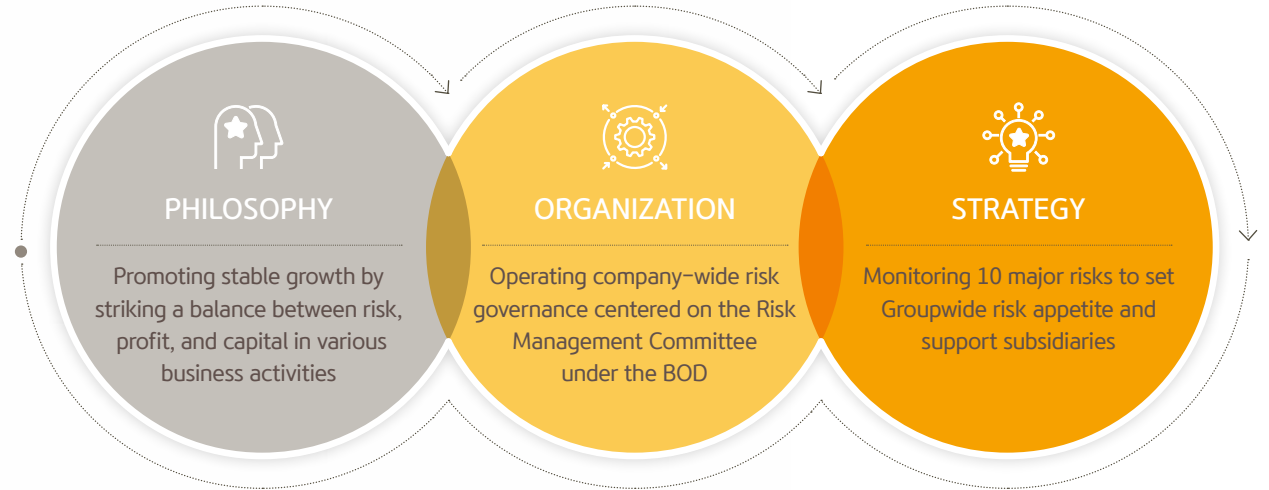 PHILOSOPHY
Promoting stable growth by
striking a balance between risk,
profit, and capital in various
business activities
ORGANIZATION
Operating company-wide risk
governance centered on the Risk
Management Committee
under the BOD
STRATEGY
Monitoring 10 major risks to set
Groupwide risk appetite and
support subsidiaries